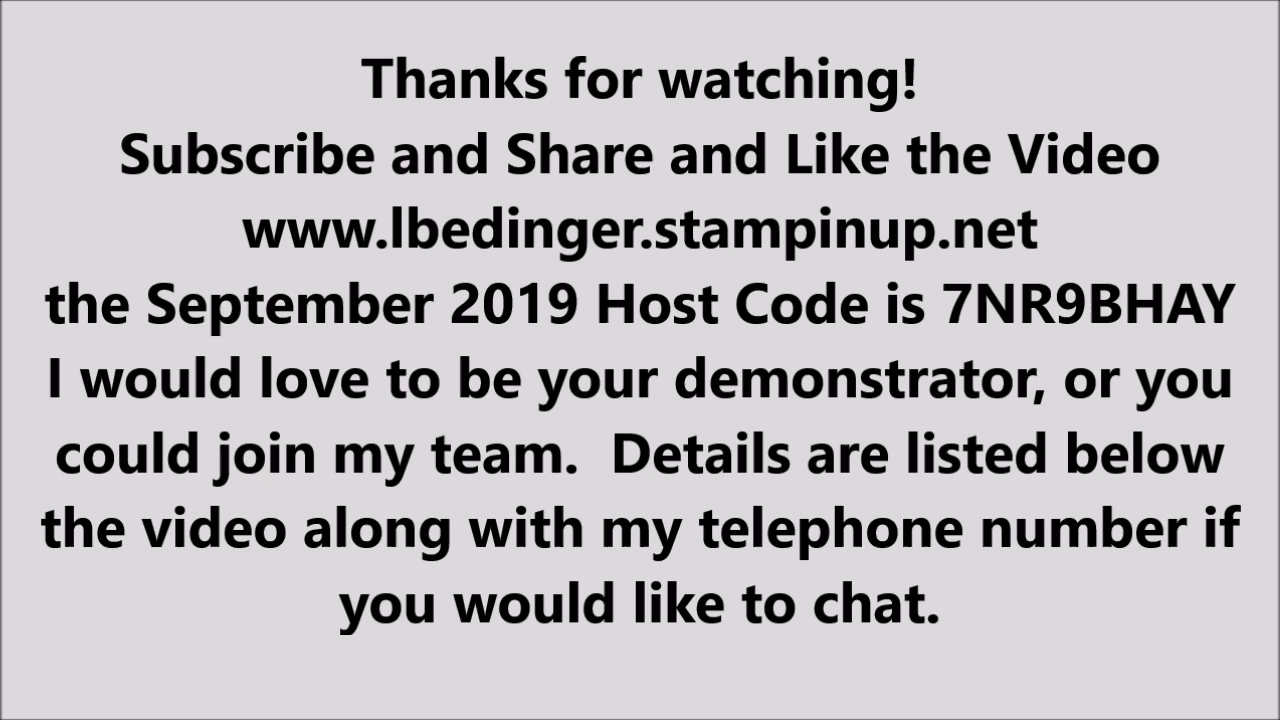 Thanks for watching!
Subscribe and Share and Like the Video
www.lbedinger.stampinup.net
the September 2019 Host Code is 7NR9BHAY
I would love to be your demonstrator, or you
could join my team.  Details are listed below
the video along with my telephone number if
you would like to chat.